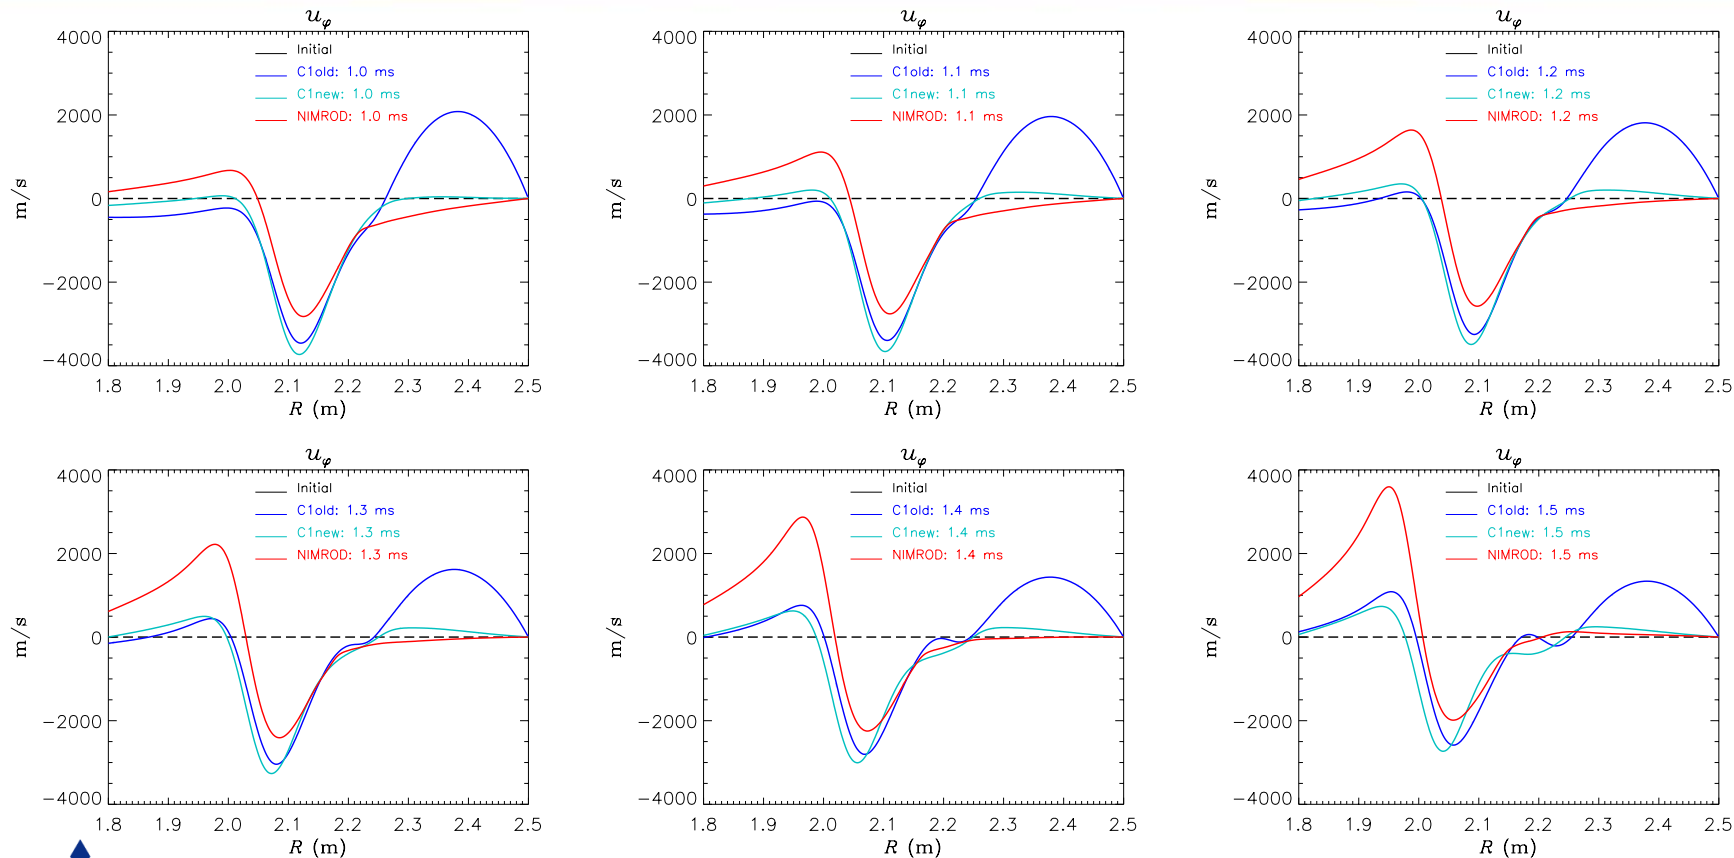 u_φ
4000
2000
0
−2000
−4000
m/s
Initial
C1old: 1.0 ms
C1new: 1.0 ms
NIMROD: 1.0 ms
1.8 1.9 2.0 2.1 2.2 2.3 2.4 2.5
R (m)
u_φ
4000
2000
0
−2000
−4000
m/s
Initial
C1old: 1.1 ms
C1new: 1.1 ms
NIMROD: 1.1 ms
1.8 1.9 2.0 2.1 2.2 2.3 2.4 2.5
R (m)
u_φ
4000
2000
0
−2000
−4000
m/s
Initial
C1old: 1.2 ms
C1new: 1.2 ms
NIMROD: 1.2 ms
1.8 1.9 2.0 2.1 2.2 2.3 2.4 2.5
R (m)
u_φ
4000
2000
0
−2000
−4000
m/s
Initial
C1old: 1.3 ms
C1new: 1.3 ms
NIMROD: 1.3 ms
1.8 1.9 2.0 2.1 2.2 2.3 2.4 2.5
R (m)
u_φ
4000
2000
0
−2000
−4000
m/s
Initial
C1old: 1.4 ms
C1new: 1.4 ms
NIMROD: 1.4 ms
1.8 1.9 2.0 2.1 2.2 2.3 2.4 2.5
R (m)
u_φ
4000
2000
0
−2000
−4000
m/s
Initial
C1old: 1.5 ms
C1new: 1.5 ms
NIMROD: 1.5 ms
1.8 1.9 2.0 2.1 2.2 2.3 2.4 2.5
R (m)